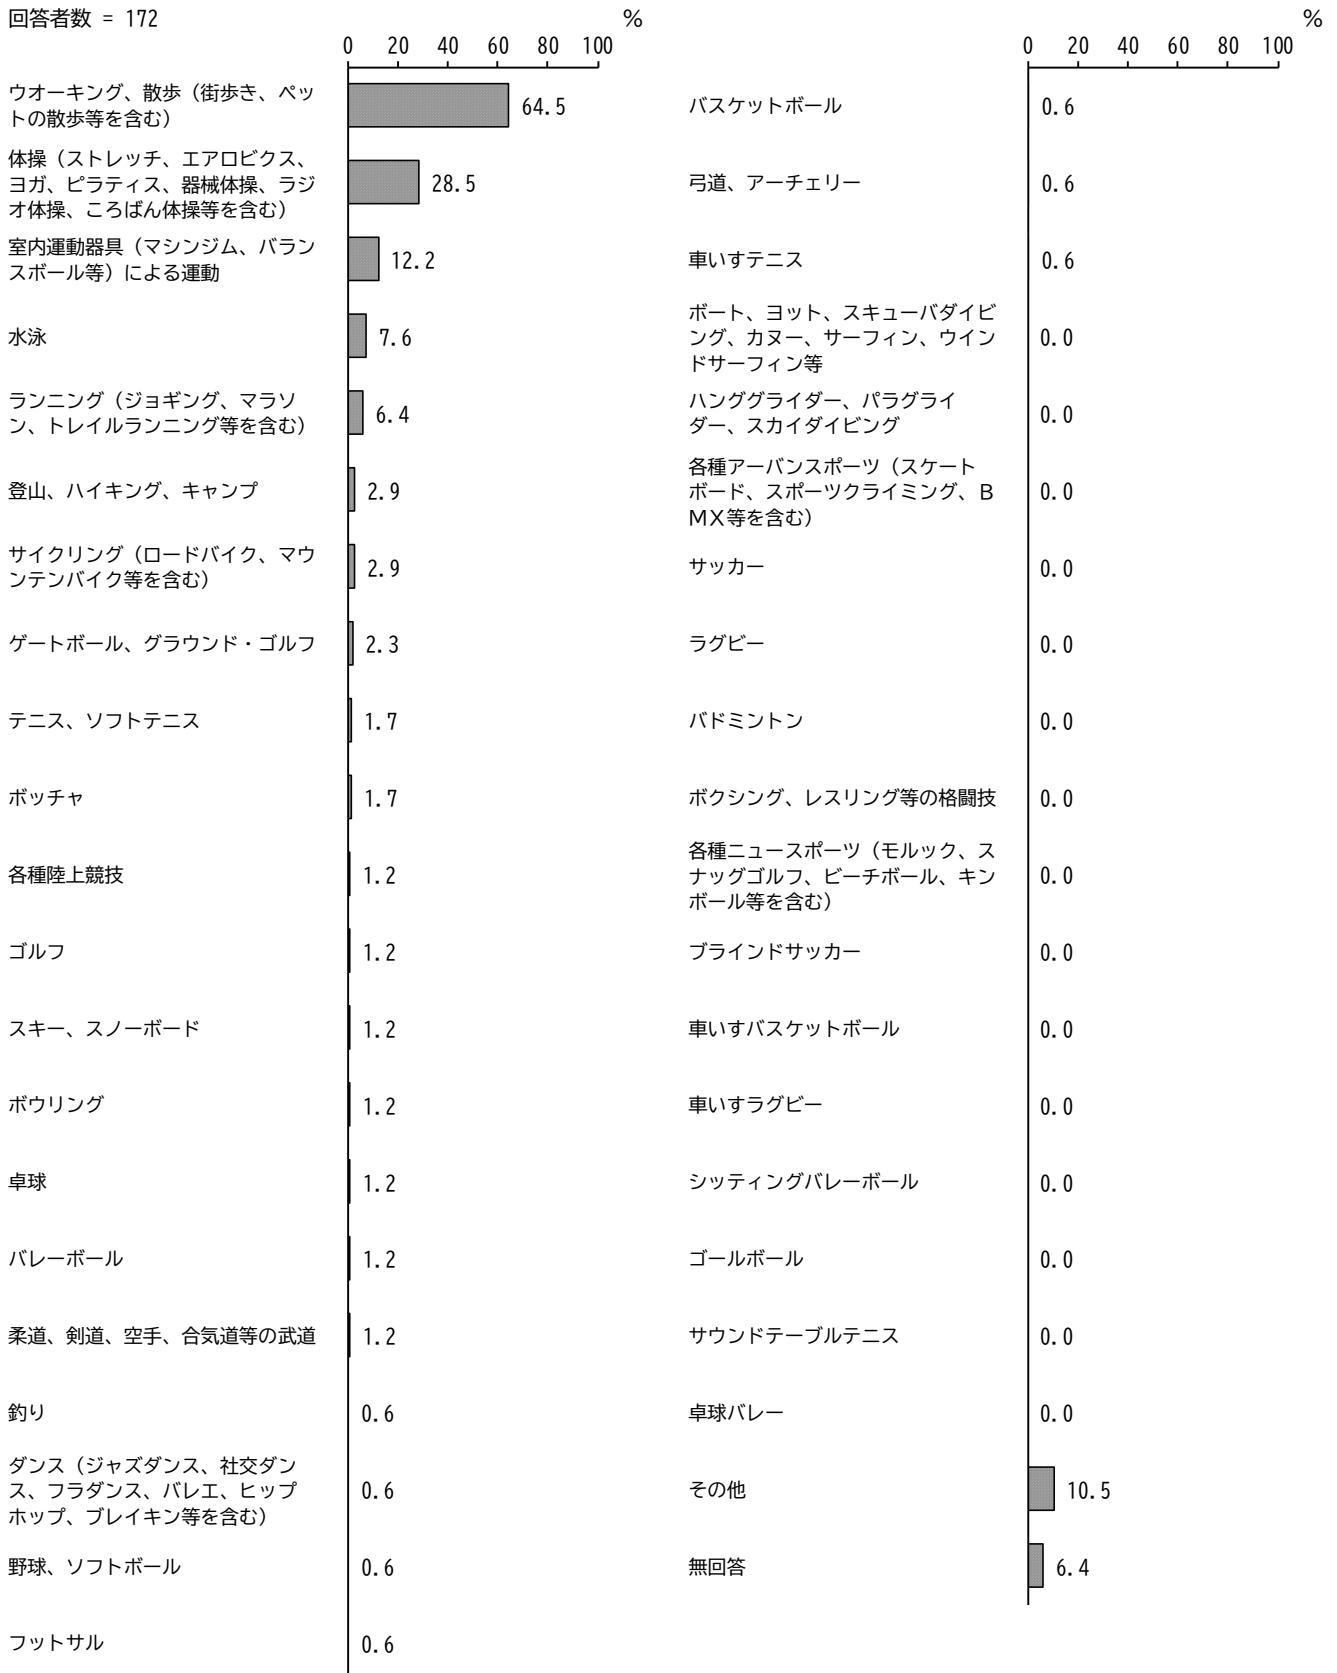 回答者数 = 172
%
0 20 40 60 80 100
ウオーキング、散歩（街歩き、ペッ
トの散歩等を含む）
64.5
体操（ストレッチ、エアロビクス、
ヨガ、ピラティス、器械体操、ラジ
オ体操、ころばん体操等を含む）
28.5
室内運動器具（マシンジム、バラン
スボール等）による運動
12.2
水泳
7.6
ランニング（ジョギング、マラソ
ン、トレイルランニング等を含む）
6.4
登山、ハイキング、キャンプ
2.9
サイクリング（ロードバイク、マウ
ンテンバイク等を含む）
2.9
ゲートボール、グラウンド・ゴルフ
2.3
テニス、ソフトテニス
1.7
ボッチャ
1.7
各種陸上競技
1.2
ゴルフ
1.2
スキー、スノーボード
1.2
ボウリング
1.2
卓球
1.2
バレーボール
1.2
柔道、剣道、空手、合気道等の武道
1.2
釣り
0.6
ダンス（ジャズダンス、社交ダン
ス、フラダンス、バレエ、ヒップ
ホップ、ブレイキン等を含む）
0.6
野球、ソフトボール
0.6
フットサル
0.6
%
0 20 40 60 80 100
バスケットボール
0.6
弓道、アーチェリー
0.6
車いすテニス
0.6
ボート、ヨット、スキューバダイビ
ング、カヌー、サーフィン、ウイン
ドサーフィン等
0.0
ハンググライダー、パラグライ
ダー、スカイダイビング
0.0
各種アーバンスポーツ（スケート
ボード、スポーツクライミング、Ｂ
ＭＸ等を含む）
0.0
サッカー
0.0
ラグビー
0.0
バドミントン
0.0
ボクシング、レスリング等の格闘技
0.0
各種ニュースポーツ（モルック、ス
ナッグゴルフ、ビーチボール、キン
ボール等を含む）
0.0
ブラインドサッカー
0.0
車いすバスケットボール
0.0
車いすラグビー
0.0
シッティングバレーボール
0.0
ゴールボール
0.0
サウンドテーブルテニス
0.0
卓球バレー
0.0
その他
10.5
無回答
6.4